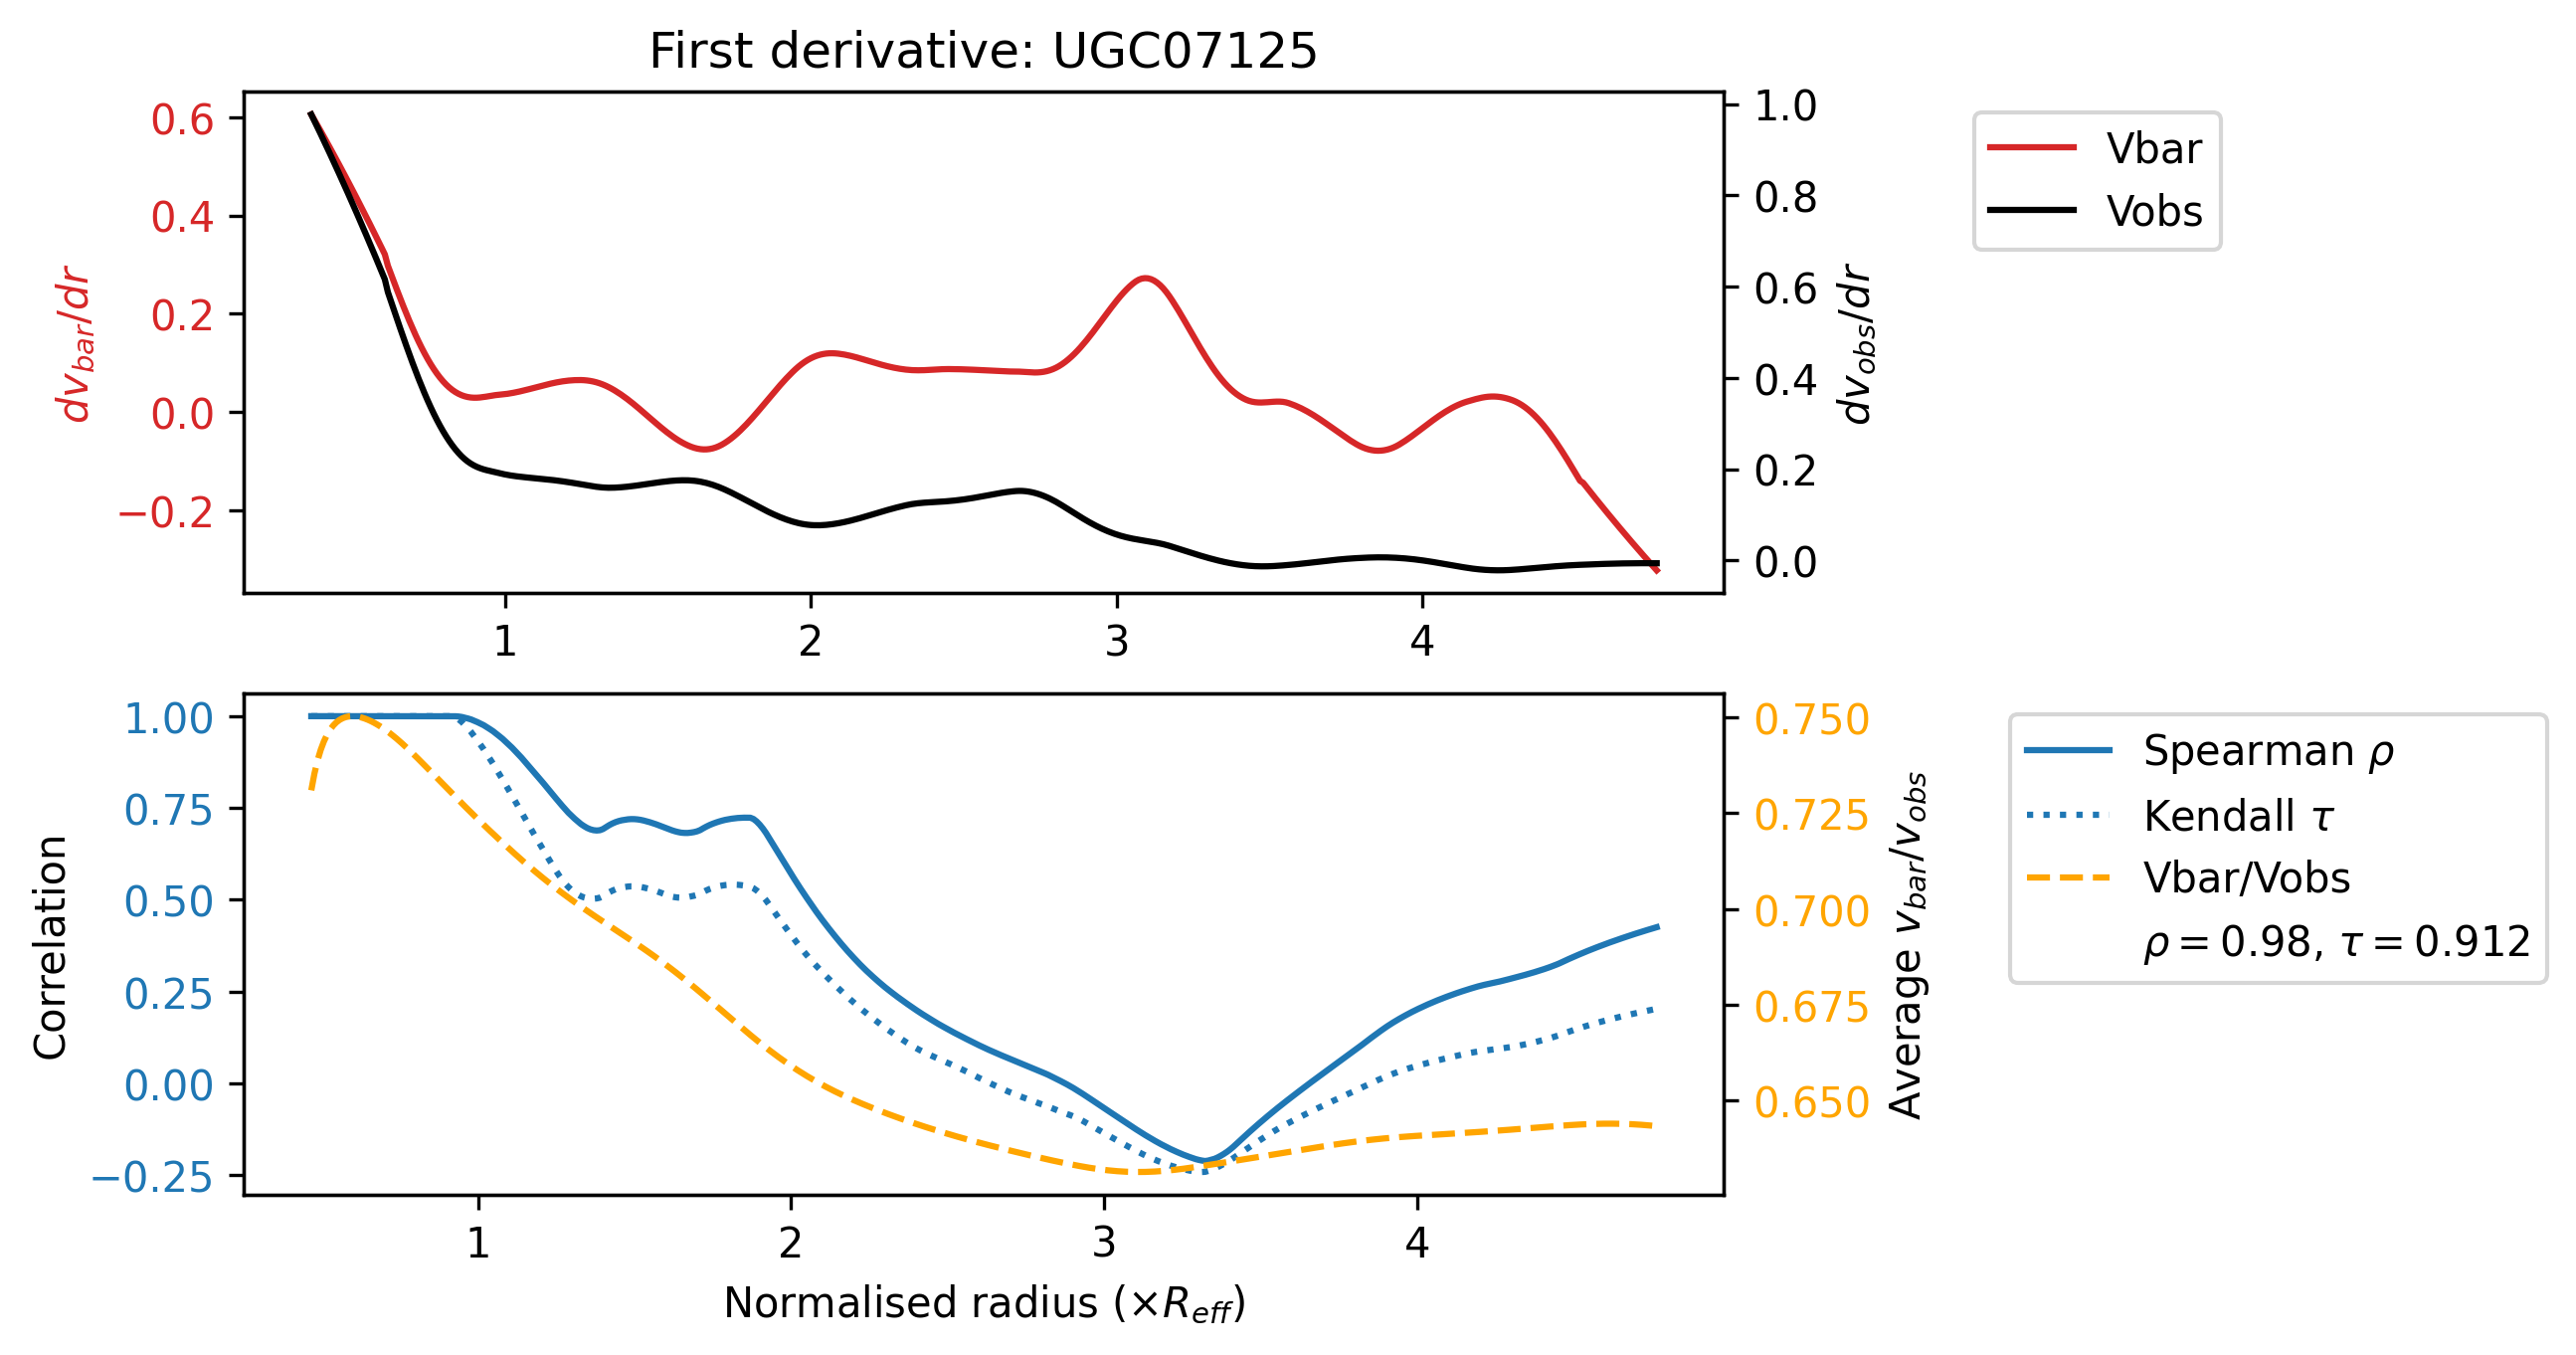 First derivative: UGC07125
0.6
0.4
0.2
0.0
−0.2
dv_bar/dr
1.0
0.8
0.6
0.4
0.2
0.0
dv_obs/dr
1 2 3 4
Vbar
Vobs
1.00
0.75
0.50
0.25
0.00
−0.25
Correlation
0.750
0.725
0.700
0.675
0.650
Average v_bar/v_obs
1 2 3 4
Normalised radius (×R_eff)
Spearman ρ
Kendall τ
Vbar/Vobs
ρ = 0.98, τ = 0.912